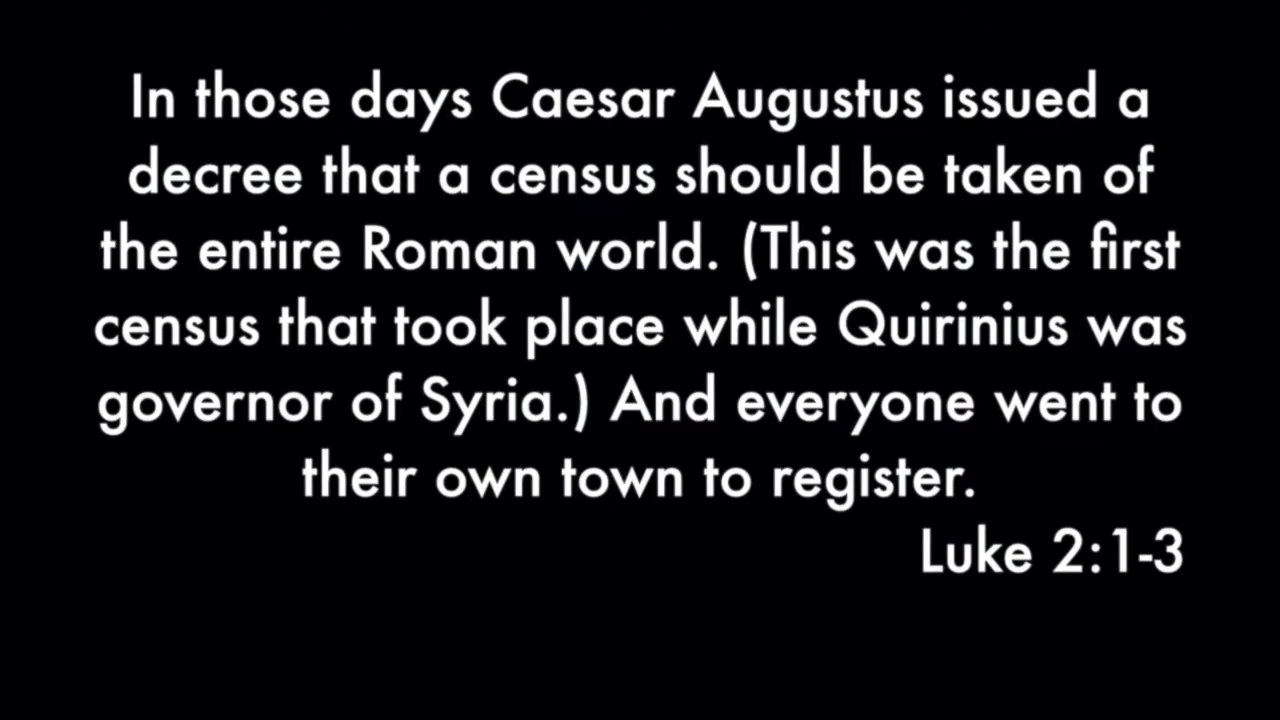 In those days Caesar Augustus issued a
decree that a census should be taken of
the entire Roman world. (This was the first
census that took place while Quirinius was
governor of Syria.) And everyone went to
their own town to register.
Luke 2:1-3